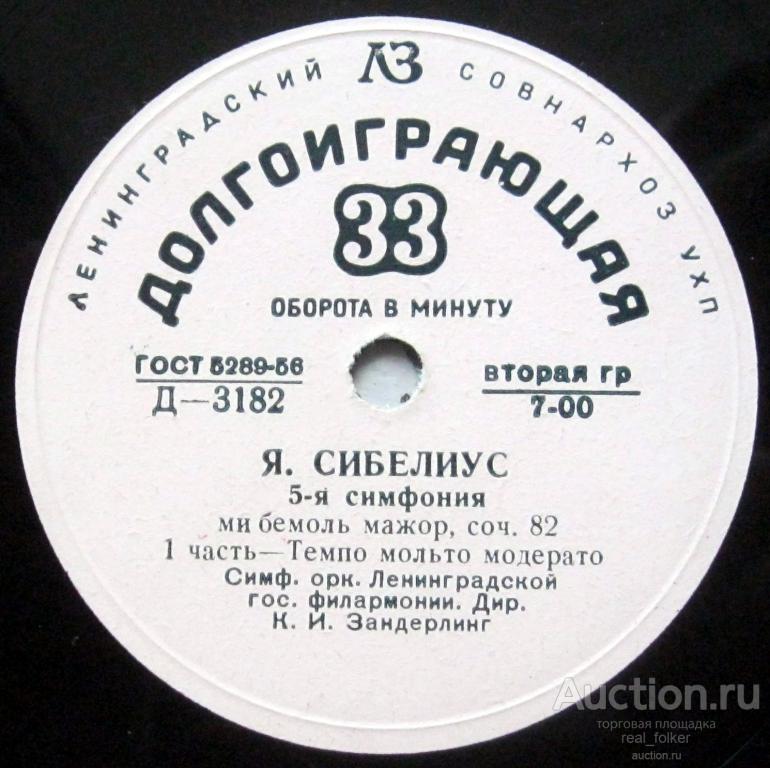 ЛЕНИНГРАДСКИЙ ЛЗ СОВНАРХОЗ УХП
ДОЛГОИГРАЮЩАЯ
33
ОБОРОТА В МИНУТУ
ГОСТ 5289-56
Д—3182
вторая гр
7-00
Я. СИБЕЛИУС
5-я симфония
ми бемоль мажор, соч. 82
1 часть—Темпо мольто модерато
Симф. орк. Ленинградской
гос. филармонии. Дир.
К. И. Зандерлинг
Auction.ru
торговая площадка
real_folker
auction.ru